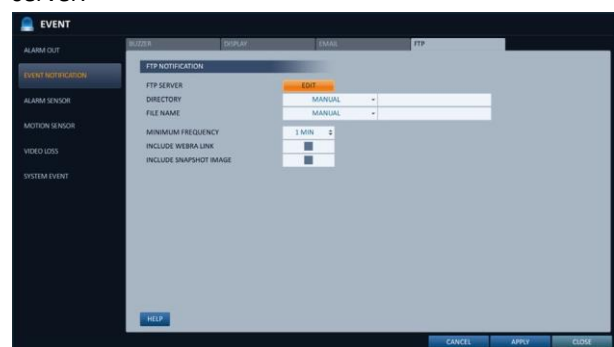 server.
EVENT
BUZZER DISPLAY EMAIL FTP
ALARM OUT
EVENT NOTIFICATION
ALARM SENSOR
MOTION SENSOR
VIDEO LOSS
SYSTEM EVENT
FTP NOTIFICATION
FTP SERVER EDIT
DIRECTORY MANUAL
FILE NAME MANUAL
MINIMUM FREQUENCY 1 MIN
INCLUDE WEBRA LINK
INCLUDE SNAPSHOT IMAGE
HELP
CANCEL APPLY CLOSE